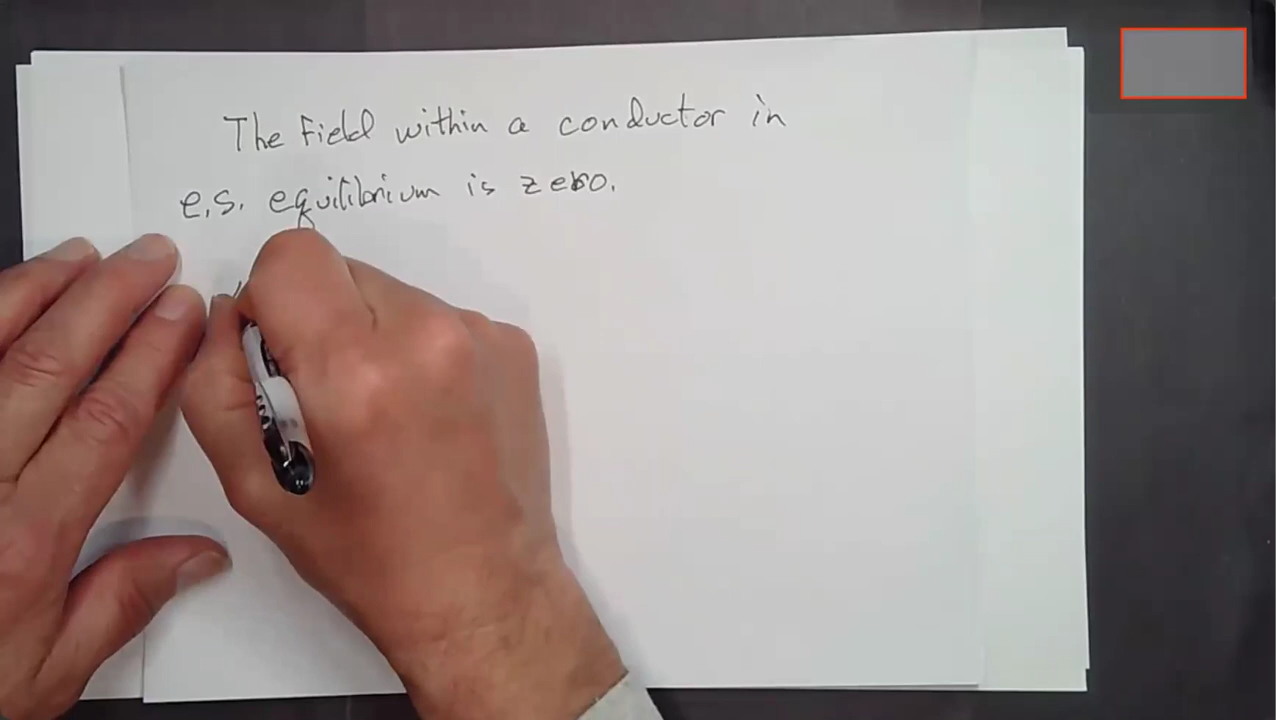 The Field within a conductor in
e.s. equilibrium is zero.